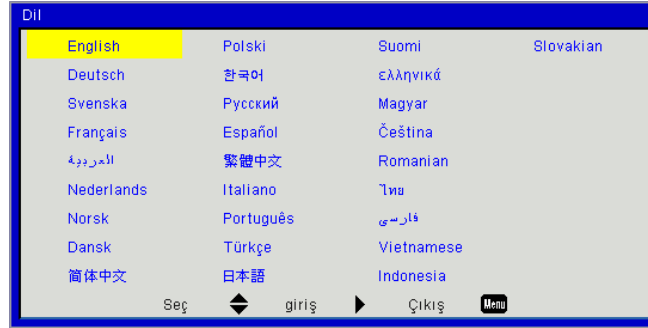 Dil
English Polski Suomi Slovakian
Deutsch 한국어 ελληνικά
Svenska Русский Magyar
Français Español Čeština
العربية 繁體中文 Romanian
Nederlands Italiano ไทย
Norsk Português فارسی
Dansk Türkçe Vietnamese
简体中文 日本語 Indonesia
Seç giriş Çıkış Menu